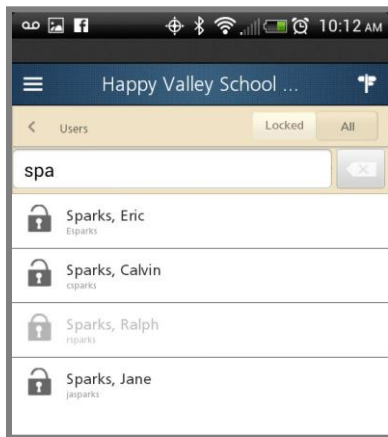 10:12 AM
Happy Valley School ...
Users
Locked
All
spa
Sparks, Eric
Esparks
Sparks, Calvin
csparks
Sparks, Ralph
rsparks
Sparks, Jane
jasparks